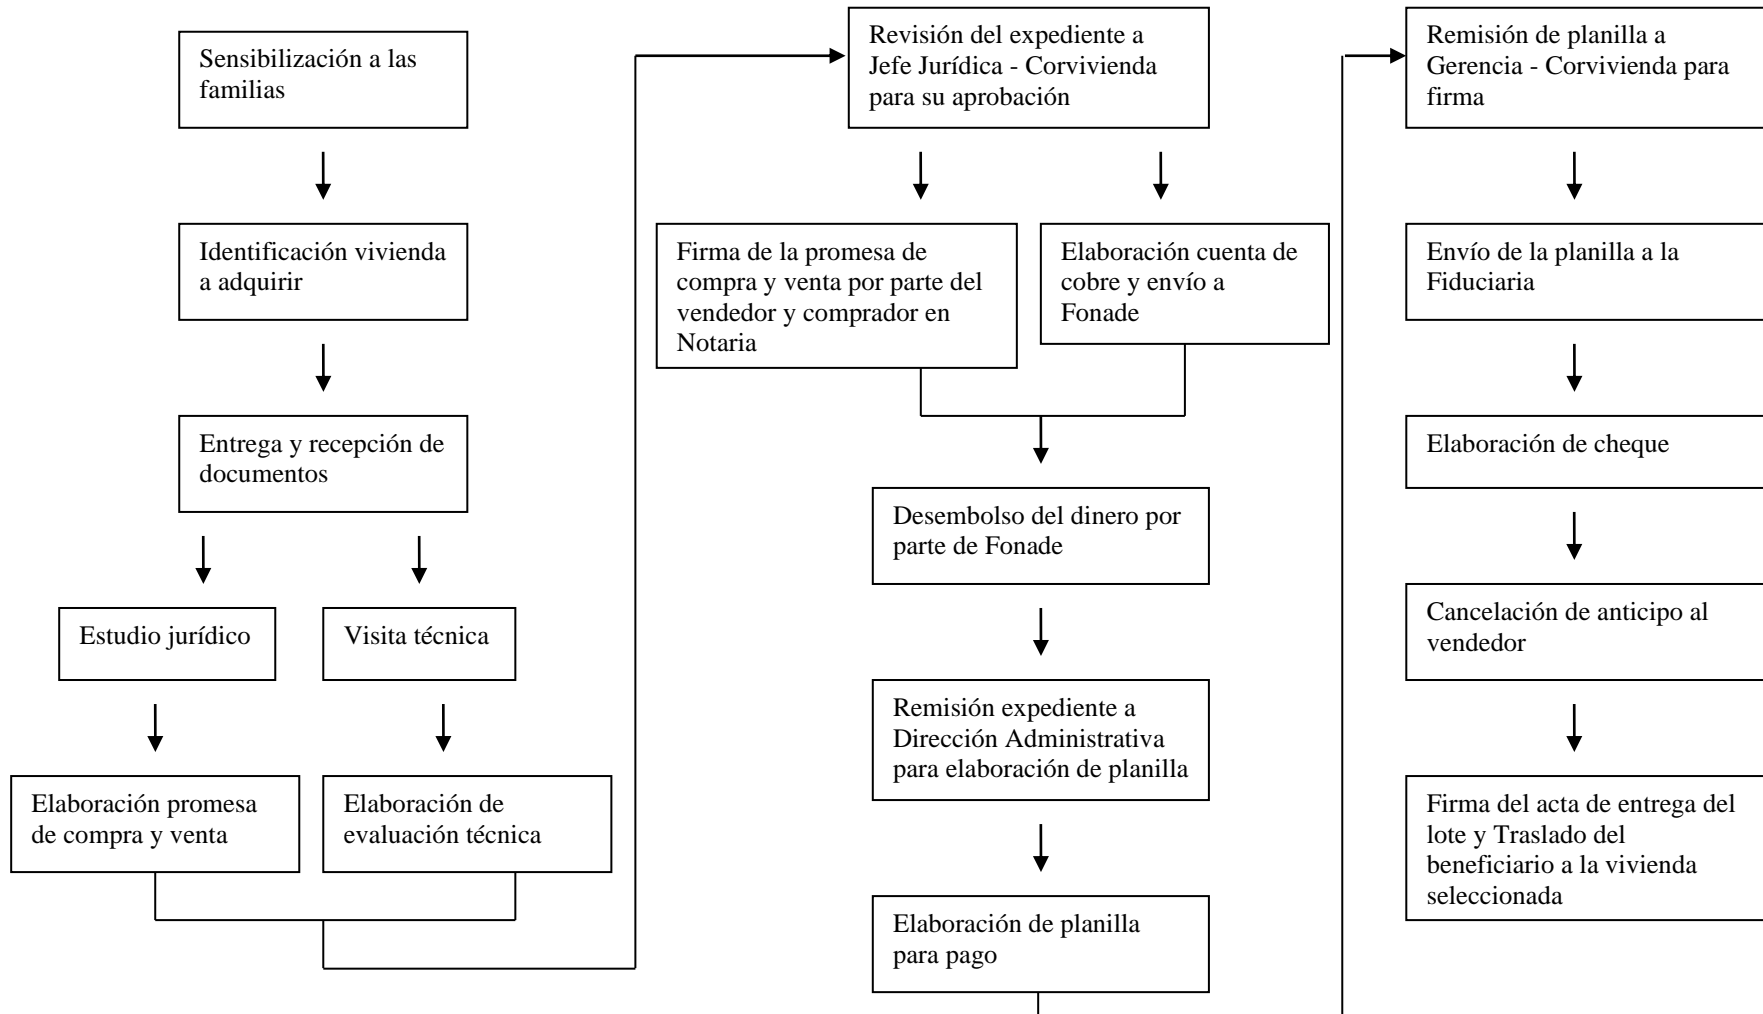 Sensibilización a las
familias
Identificación vivienda
a adquirir
Entrega y recepción de
documentos
Estudio jurídico
Visita técnica
Elaboración promesa
de compra y venta
Elaboración de
evaluación técnica
Revisión del expediente a
Jefe Jurídica - Corvivienda
para su aprobación
Firma de la promesa de
compra y venta por parte del
vendedor y comprador en
Notaria
Elaboración cuenta de
cobre y envío a
Fonade
Desembolso del dinero por
parte de Fonade
Remisión expediente a
Dirección Administrativa
para elaboración de planilla
Elaboración de planilla
para pago
Remisión de planilla a
Gerencia - Corvivienda para
firma
Envío de la planilla a la
Fiduciaria
Elaboración de cheque
Cancelación de anticipo al
vendedor
Firma del acta de entrega del
lote y Traslado del
beneficiario a la vivienda
seleccionada